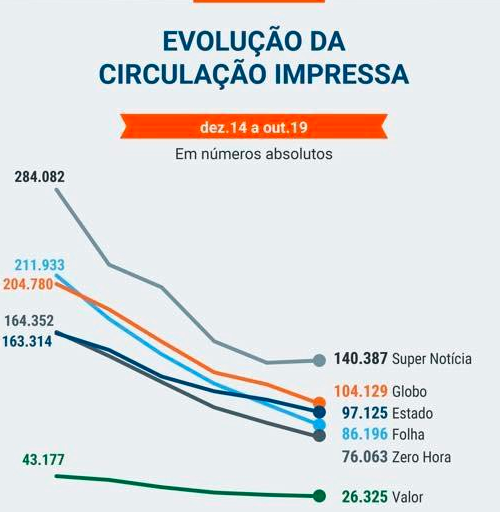 EVOLUÇÃO DA
CIRCULAÇÃO IMPRESSA
dez.14 a out.19
Em números absolutos
284.082
211.933
204.780
164.352
163.314
140.387 Super Notícia
104.129 Globo
97.125 Estado
86.196 Folha
76.063 Zero Hora
43.177
26.325 Valor